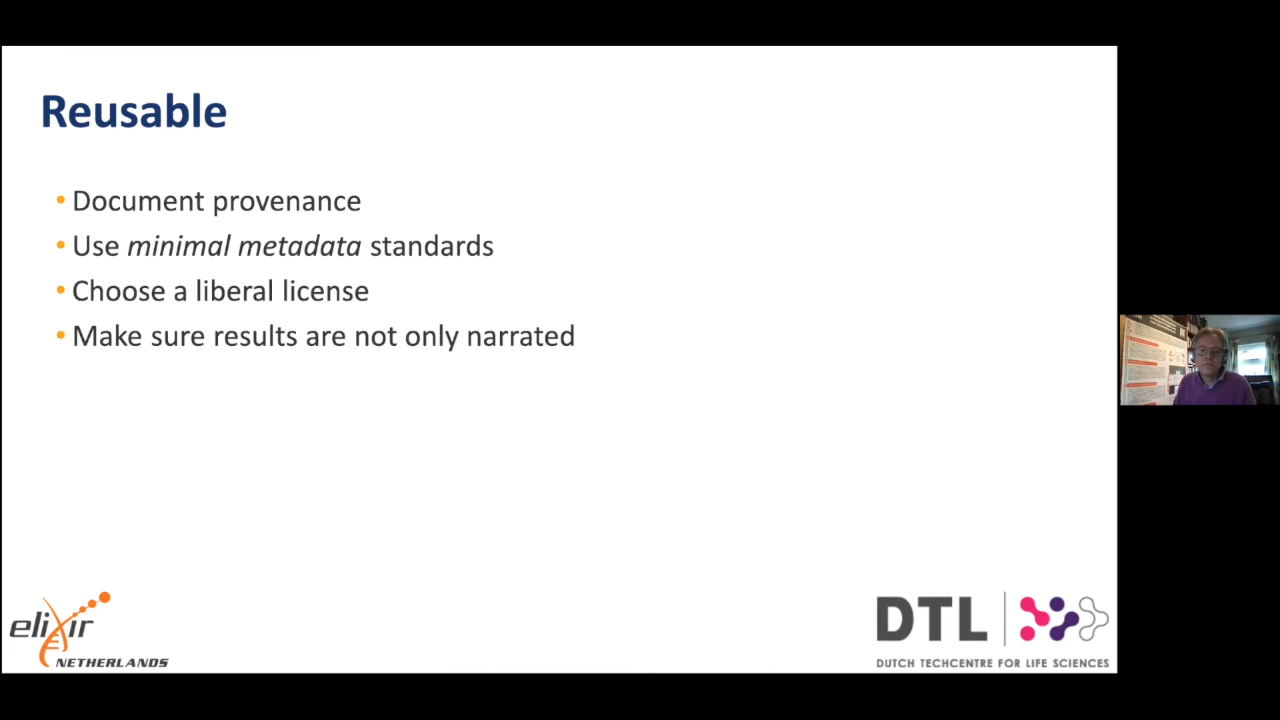 Reusable
• Document provenance
• Use minimal metadata standards
• Choose a liberal license
• Make sure results are not only narrated
elixir
NETHERLANDS
DTL
DUTCH TECHCENTRE FOR LIFE SCIENCES